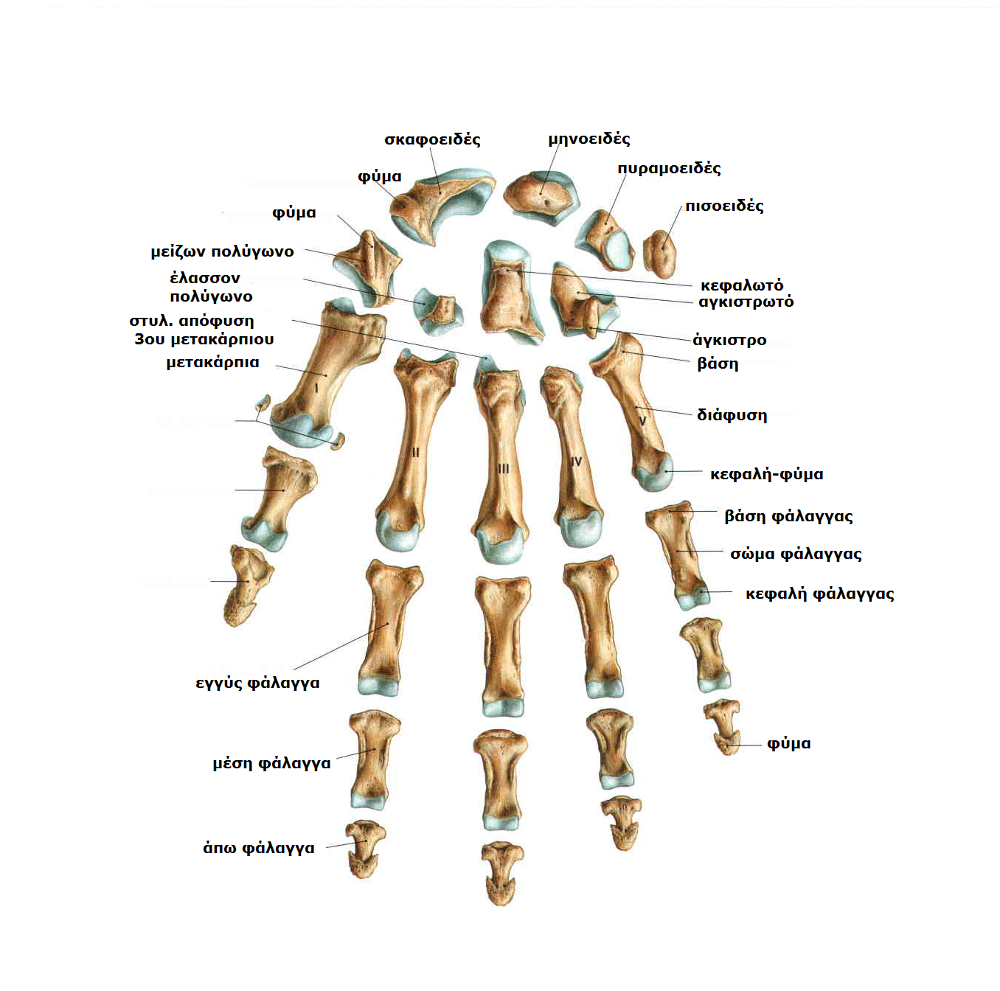 σκαφοειδές
μηνοειδές
πυραμοειδές
φύμα
πισοειδές
φύμα
μείζων πολύγωνο
έλασσον
πολύγωνο
κεφαλωτό
αγκιστρωτό
στυλ. απόφυση
3ου μετακάρπιου
άγκιστρο
μετακάρπια
βάση
I
διάφυση
V
II
IV
III
κεφαλή-φύμα
βάση φάλαγγας
σώμα φάλαγγας
κεφαλή φάλαγγας
εγγύς φάλαγγα
φύμα
μέση φάλαγγα
άπω φάλαγγα